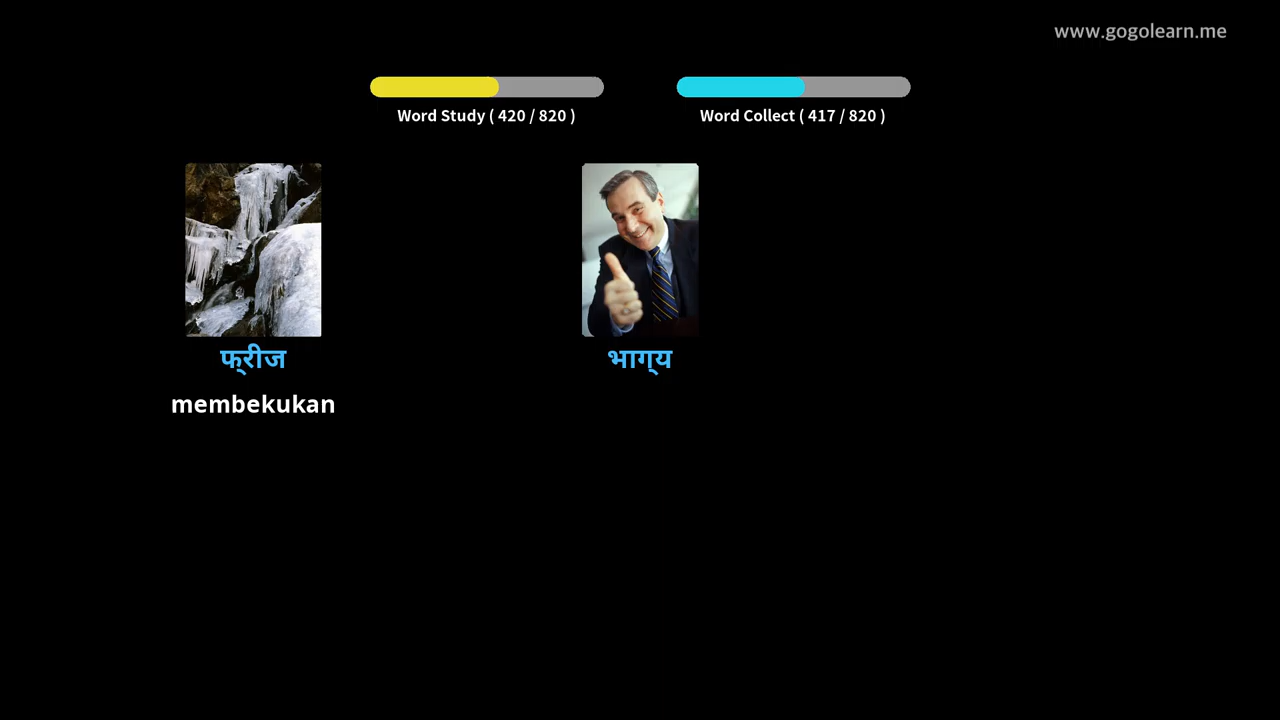 www.gogolearn.me
Word Study ( 420 / 820 )
Word Collect ( 417 / 820 )
फ्रीज
भाग्य
membekukan